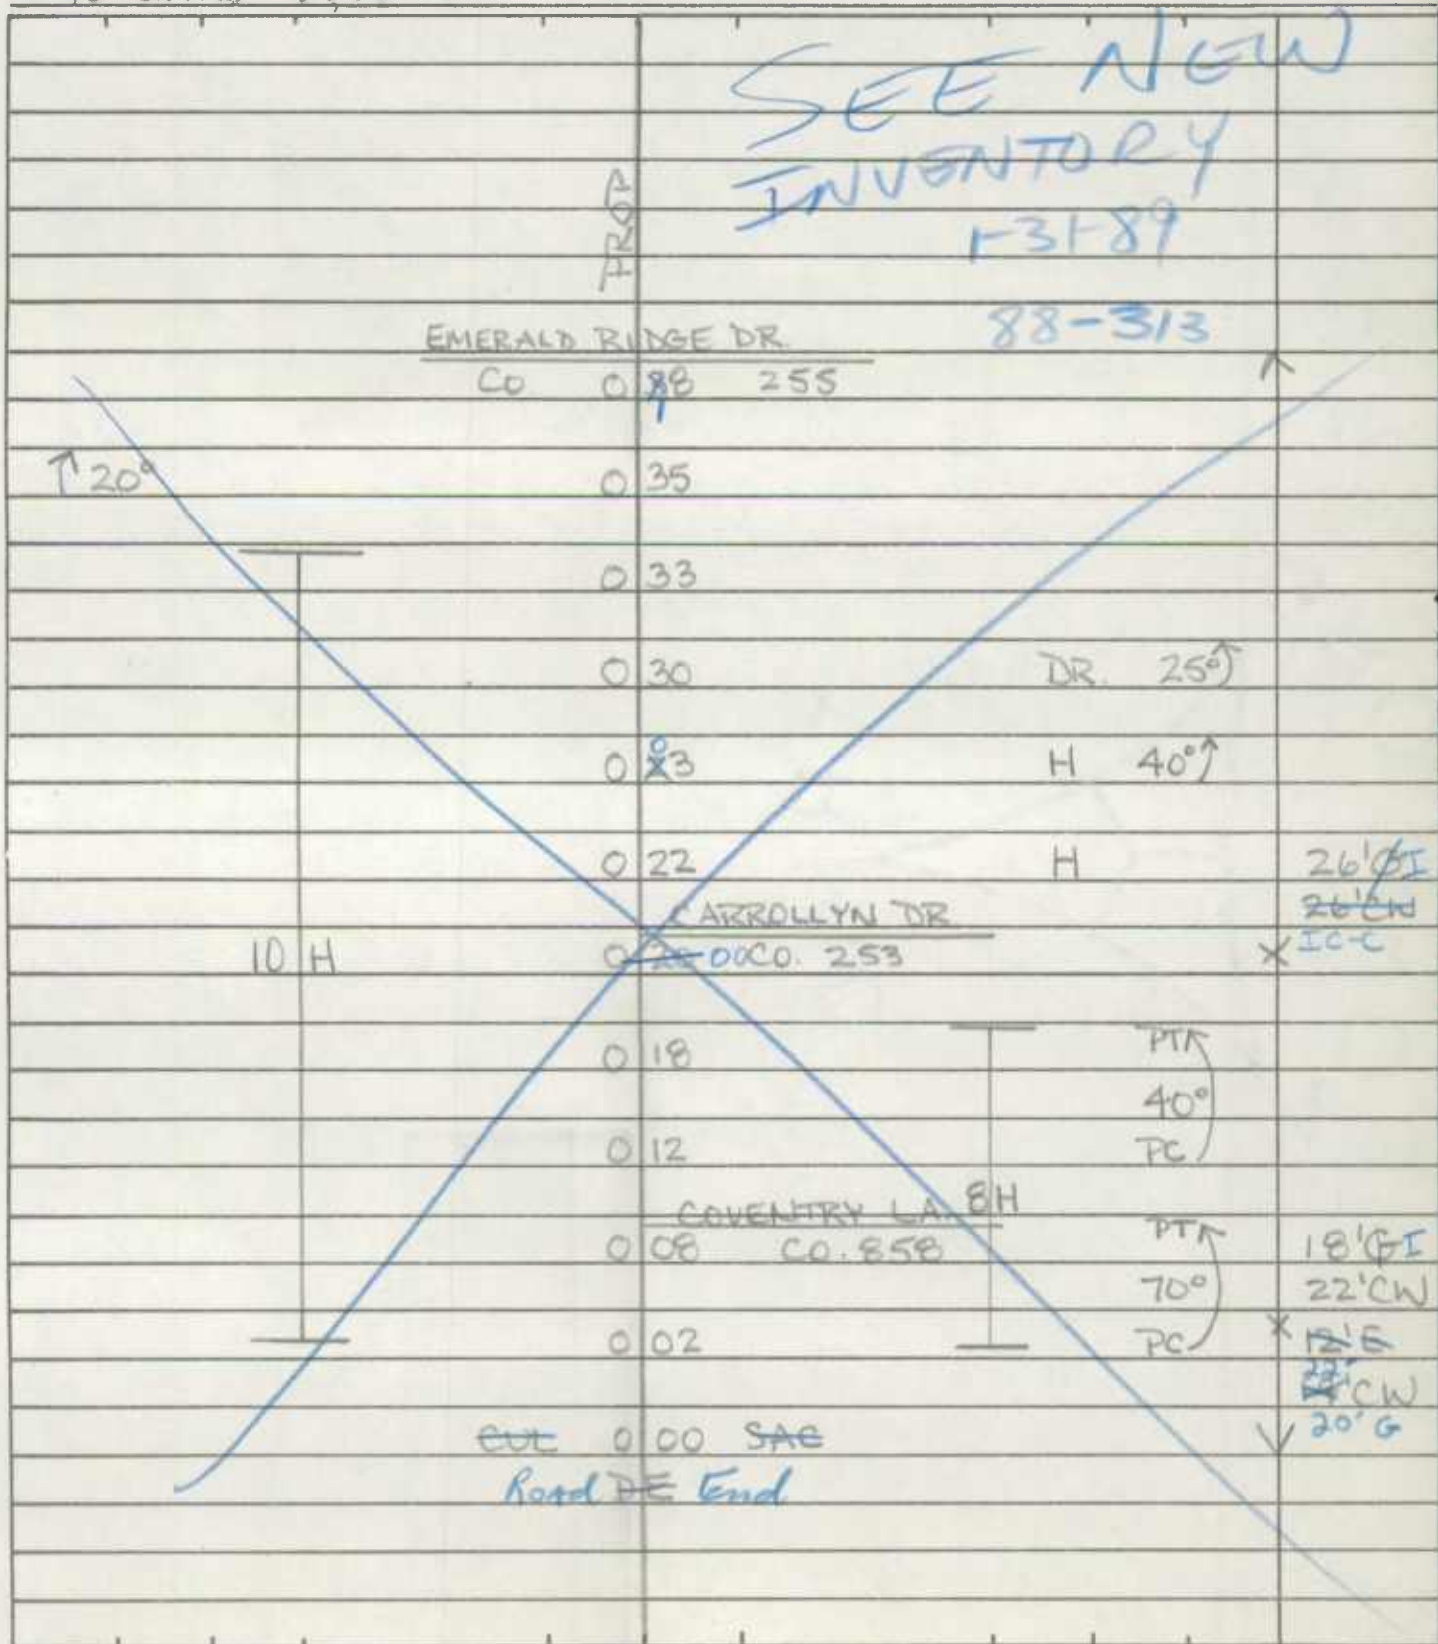 SEE NEW
INVENTORY
1-31-89
88-313
PROP
EMERALD RIDGE DR.
CO 0 88 255
20°
0 35
0 33
0 30 DR. 25°
0 3 H 40°
0 22 H 26' I
CARROLLYN DR
26' CW
IC-C
10 H 0 00 CO. 253
0 18 PT
40°
0 12 PC
COVENTRY LA. 8H
0 08 CO. 858 PT 18' GI
70° 22' CW
0 02 PC 12' E
22' CW
20' G
CUL 0 00 SAC
Road DE End